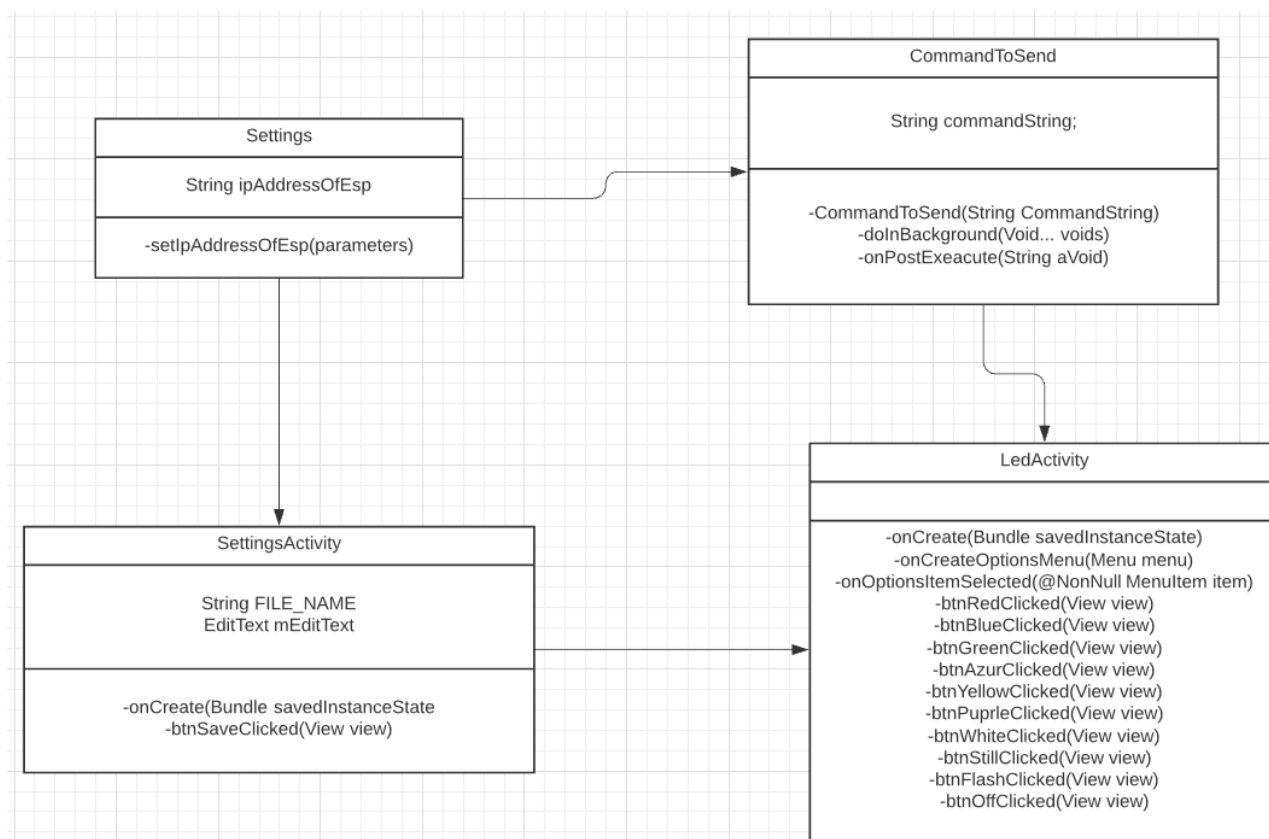 CommandToSend
String commandString;
-CommandToSend(String CommandString)
-doInBackground(Void... voids)
-onPostExeacute(String aVoid)
Settings
String ipAddressOfEsp
-setIpAddressOfEsp(parameters)
SettingsActivity
String FILE_NAME
EditText mEditText
-onCreate(Bundle savedInstanceState
-btnSaveClicked(View view)
LedActivity
-onCreate(Bundle savedInstanceState)
-onCreateOptionsMenu(Menu menu)
-onOptionsItemSelected(@NonNull MenuItem item)
-btnRedClicked(View view)
-btnBlueClicked(View view)
-btnGreenClicked(View view)
-btnAzurClicked(View view)
-btnYellowClicked(View view)
-btnPuprleClicked(View view)
-btnWhiteClicked(View view)
-btnStillClicked(View view)
-btnFlashClicked(View view)
-btnOffClicked(View view)